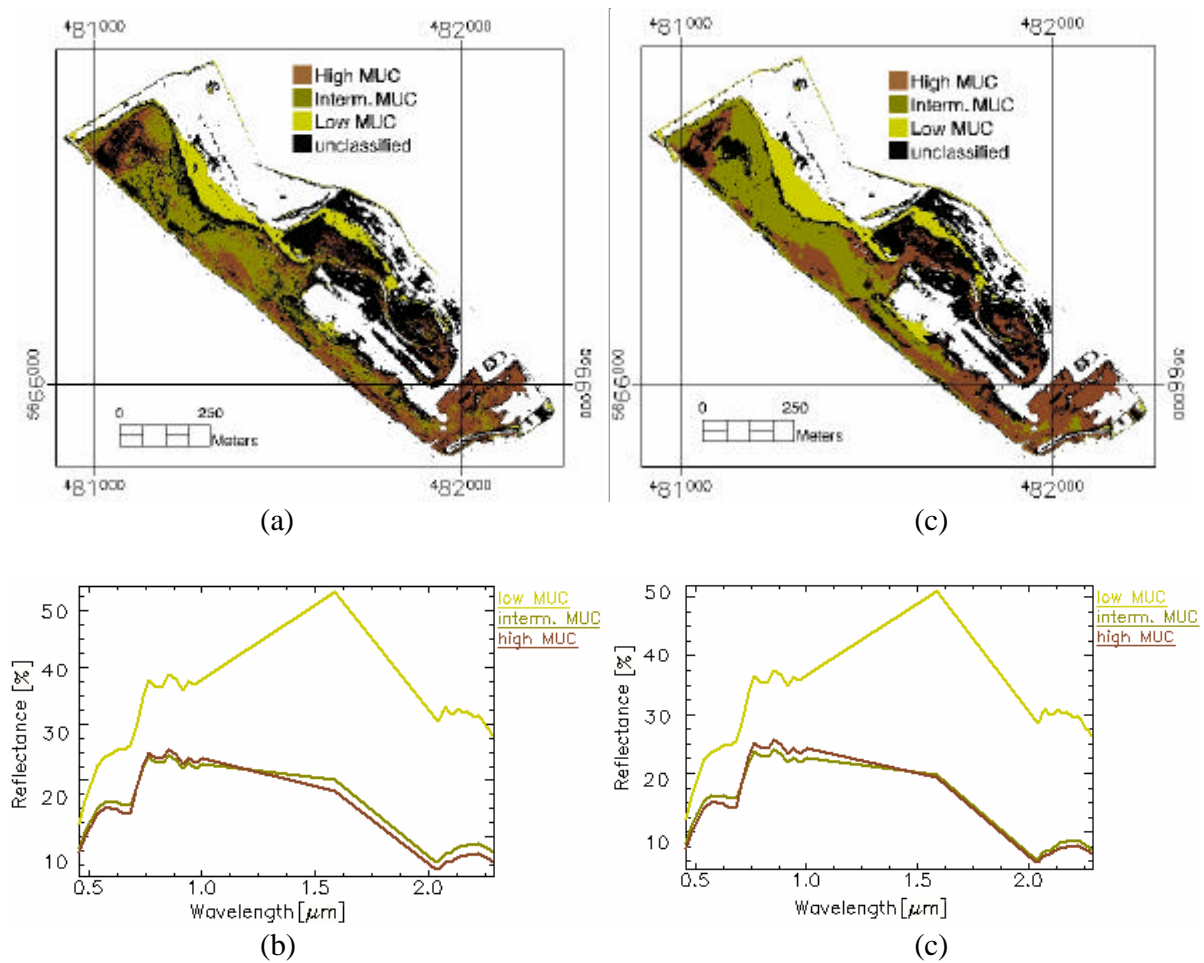 481000 482000
High MUC
Interm. MUC
Low MUC
unclassified
5666000 5666000
0 250
Meters
481000 482000
(a)
481000 482000
High MUC
Interm. MUC
Low MUC
unclassified
0 250
Meters
481000 482000
(c)
50
40
30
20
10
0.5 1.0 1.5 2.0
Reflectance [%]
Wavelength [μm]
low MUC
interm. MUC
high MUC
(b)
50
40
30
20
10
0.5 1.0 1.5 2.0
Reflectance [%]
Wavelength [μm]
low MUC
interm. MUC
high MUC
(c)